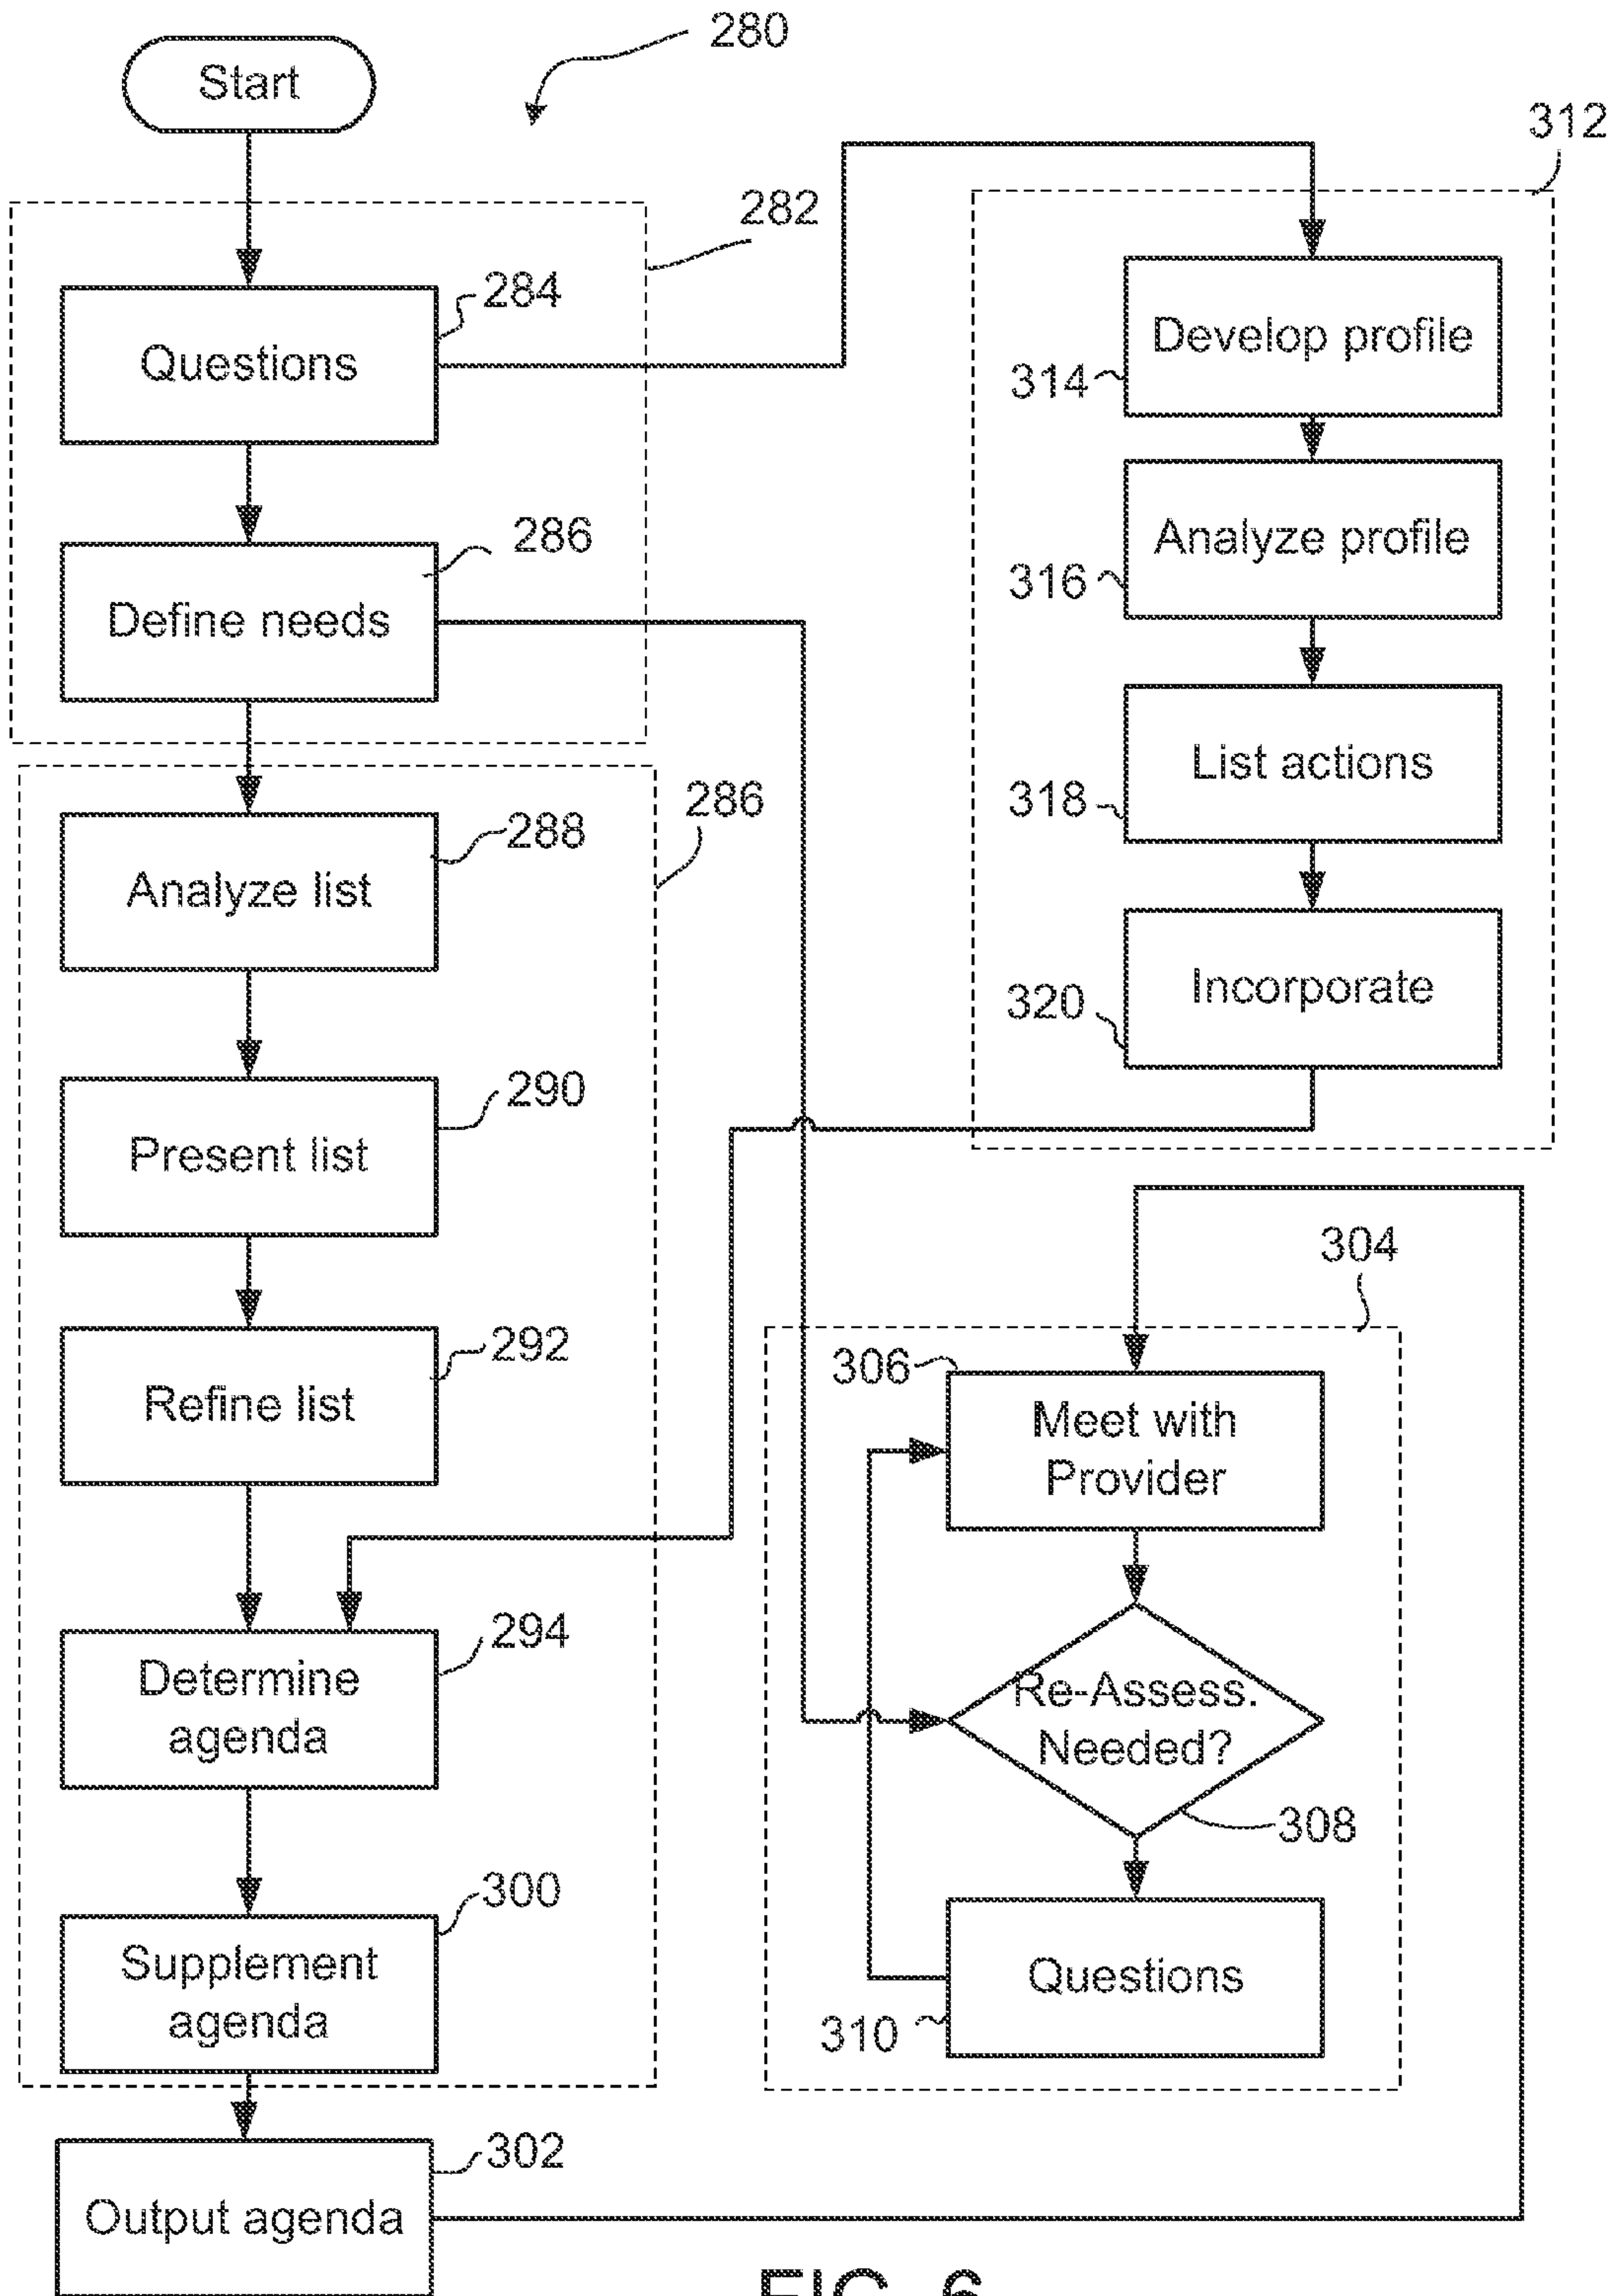 280
Start
312
282
284
Questions
Develop profile
314
286
Define needs
Analyze profile
316
286
288
Analyze list
List actions
318
290
Present list
Incorporate
320
304
292
Refine list
306
Meet with
Provider
294
Determine
agenda
Re-Assess.
Needed?
308
300
Supplement
agenda
Questions
310
302
Output agenda
FIG. 6